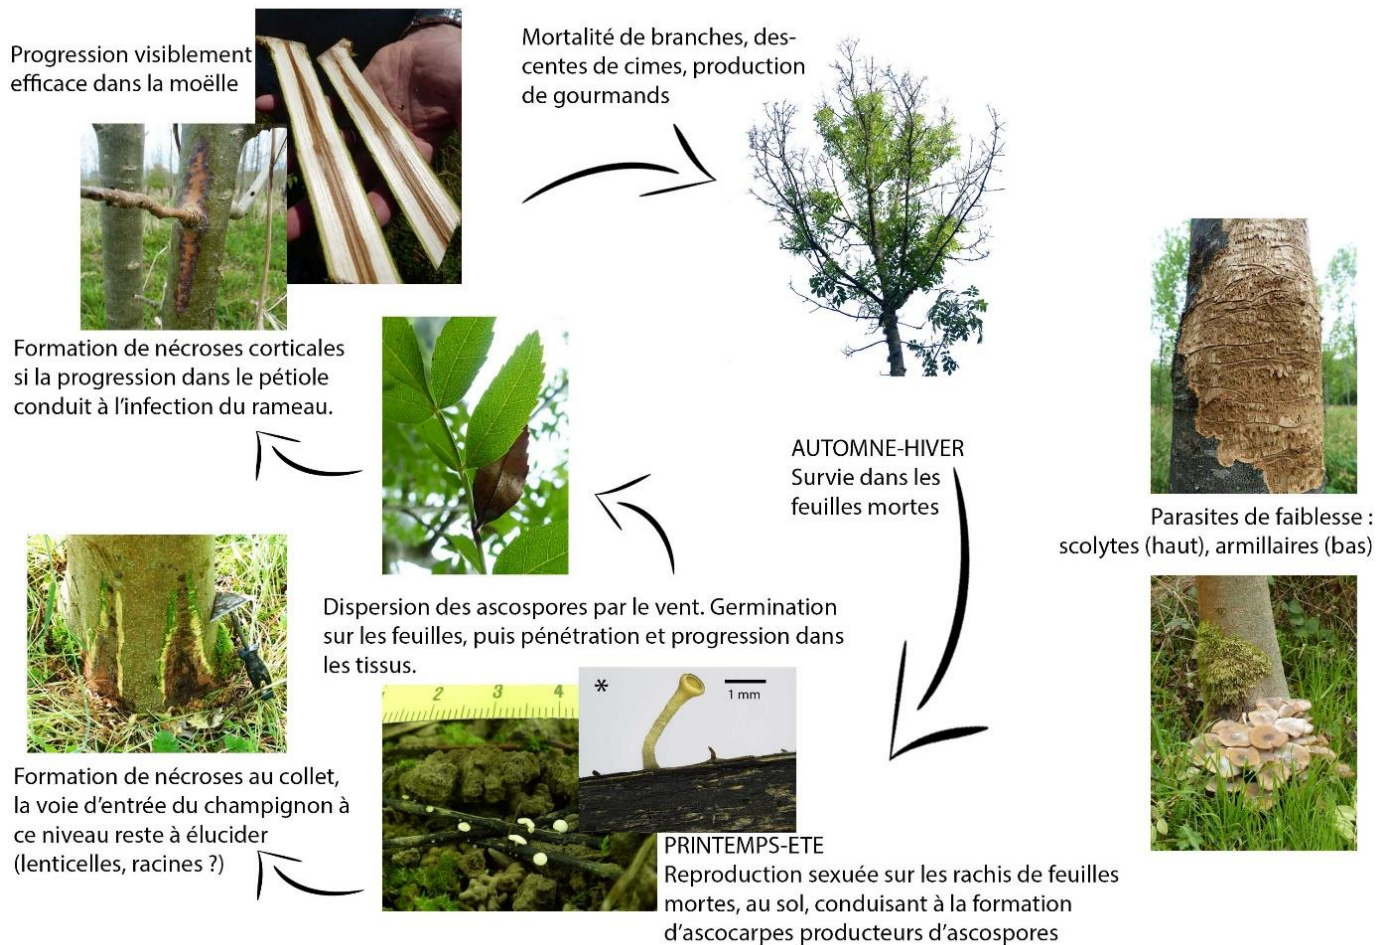 Progression visiblement
efficace dans la moëlle
Mortalité de branches, des-
centes de cimes, production
de gourmands
Formation de nécroses corticales
si la progression dans le pétiole
conduit à l'infection du rameau.
AUTOMNE-HIVER
Survie dans les
feuilles mortes
Parasites de faiblesse :
scolytes (haut), armillaires (bas)
Dispersion des ascospores par le vent. Germination
sur les feuilles, puis pénétration et progression dans
les tissus.
2 3 4
*
1 mm
Formation de nécroses au collet,
la voie d'entrée du champignon à
ce niveau reste à élucider
(lenticelles, racines ?)
PRINTEMPS-ETE
Reproduction sexuée sur les rachis de feuilles
mortes, au sol, conduisant à la formation
d'ascocarpes producteurs d'ascospores